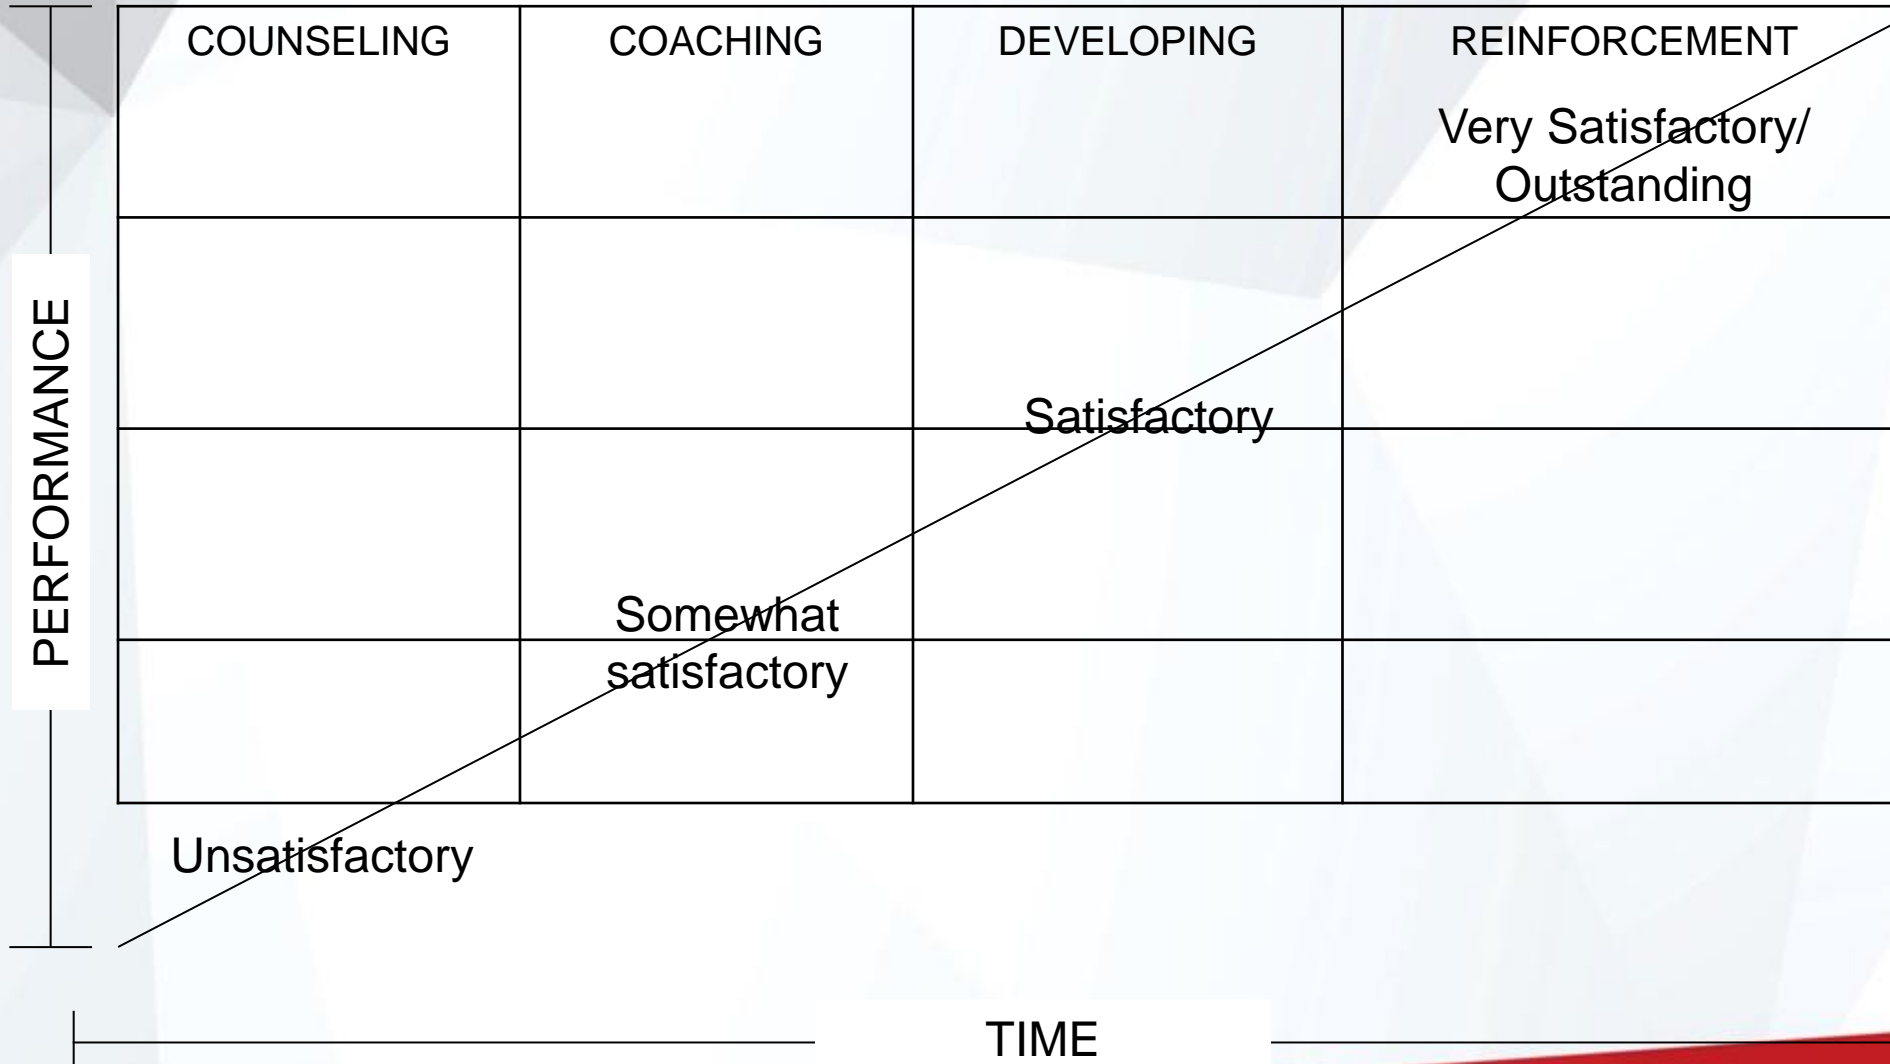 COUNSELING
COACHING
DEVELOPING
REINFORCEMENT
Very Satisfactory/
Outstanding
PERFORMANCE
Satisfactory
Somewhat
satisfactory
Unsatisfactory
TIME